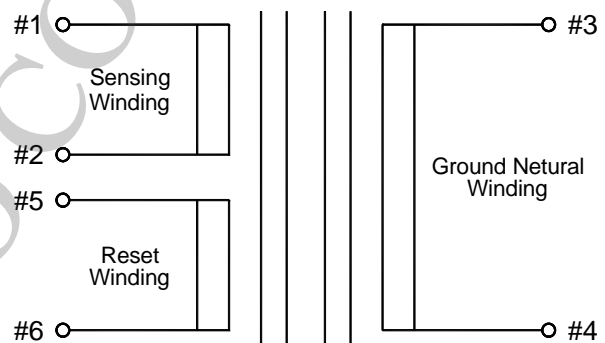 #1
#3
Sensing
Winding
#2
#5
Ground Netural
Winding
Reset
Winding
#6
#4